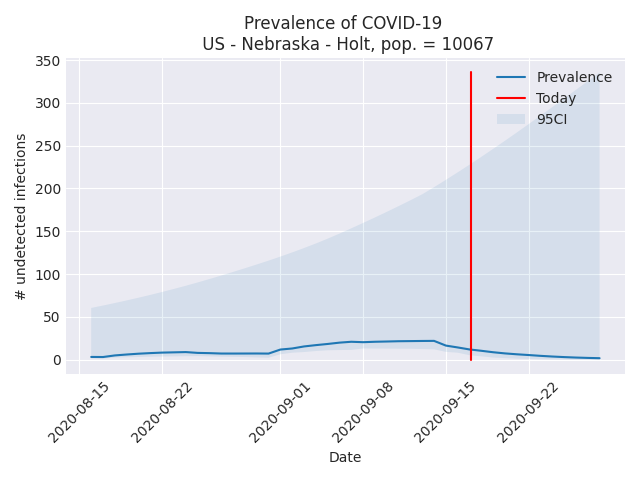 Prevalence of COVID-19
US - Nebraska - Holt, pop. = 10067
350
300
250
200
150
100
50
0
# undetected infections
Prevalence
Today
95CI
2020-08-15
2020-08-22
2020-09-01
2020-09-08
2020-09-15
2020-09-22
Date